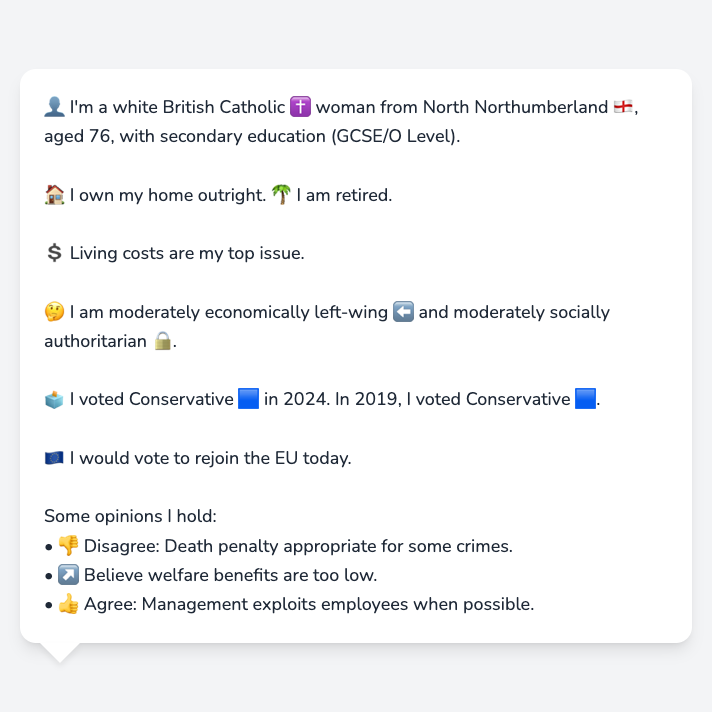 👤 I'm a white British Catholic ✝️ woman from North Northumberland 🏴󠁧󠁢󠁥󠁮󠁧󠁿,
aged 76, with secondary education (GCSE/O Level).
🏠 I own my home outright. 🌴 I am retired.
💲 Living costs are my top issue.
🤔 I am moderately economically left-wing ⬅️ and moderately socially
authoritarian 🔒.
🗳️ I voted Conservative 🟦 in 2024. In 2019, I voted Conservative 🟦.
🇪🇺 I would vote to rejoin the EU today.
Some opinions I hold:
• 👎 Disagree: Death penalty appropriate for some crimes.
• ↗️ Believe welfare benefits are too low.
• 👍 Agree: Management exploits employees when possible.